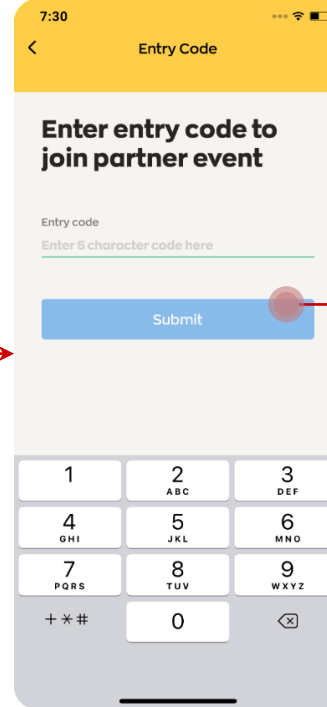 7:30
Entry Code
Enter entry code to
join partner event
Entry code
Enter 5 character code here
Submit
1 2 3
ABC DEF
4 5 6
GHI JKL MNO
7 8 9
PQRS TUV WXYZ
+*# 0